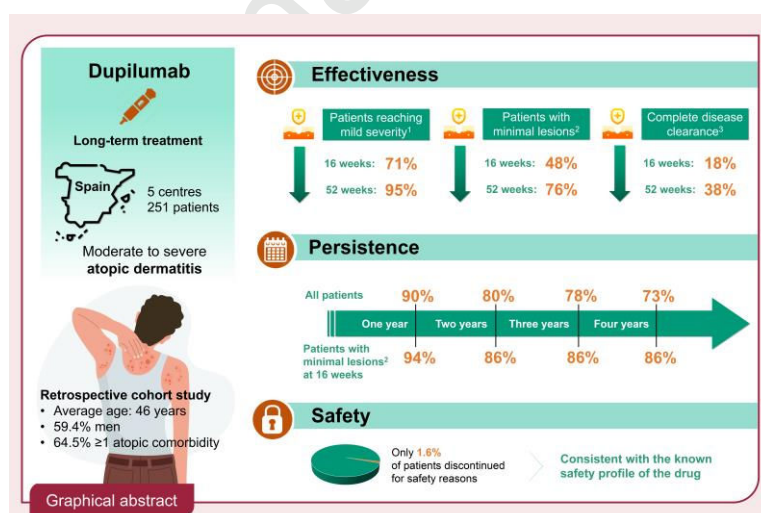 Dupilumab
Long-term treatment
Spain
5 centres
251 patients
Moderate to severe
atopic dermatitis
Retrospective cohort study
• Average age: 46 years
• 59.4% men
• 64.5% ≥1 atopic comorbidity
Graphical abstract
Effectiveness
Patients reaching
mild severity¹
16 weeks: 71%
52 weeks: 95%
Patients with
minimal lesions²
16 weeks: 48%
52 weeks: 76%
Complete disease
clearance³
16 weeks: 18%
52 weeks: 38%
Persistence
All patients 90% 80% 78% 73%
One year Two years Three years Four years
Patients with
minimal lesions²
at 16 weeks
94% 86% 86% 86%
Safety
Only 1.6%
of patients discontinued
for safety reasons
Consistent with the known
safety profile of the drug